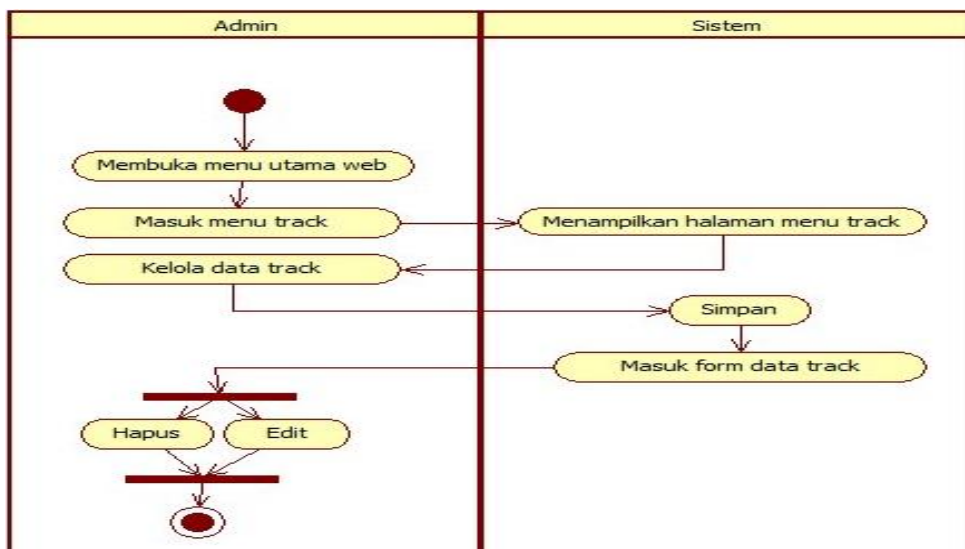 Admin
Sistem
Membuka menu utama web
Masuk menu track
Menampilkan halaman menu track
Kelola data track
Simpan
Masuk form data track
Hapus
Edit